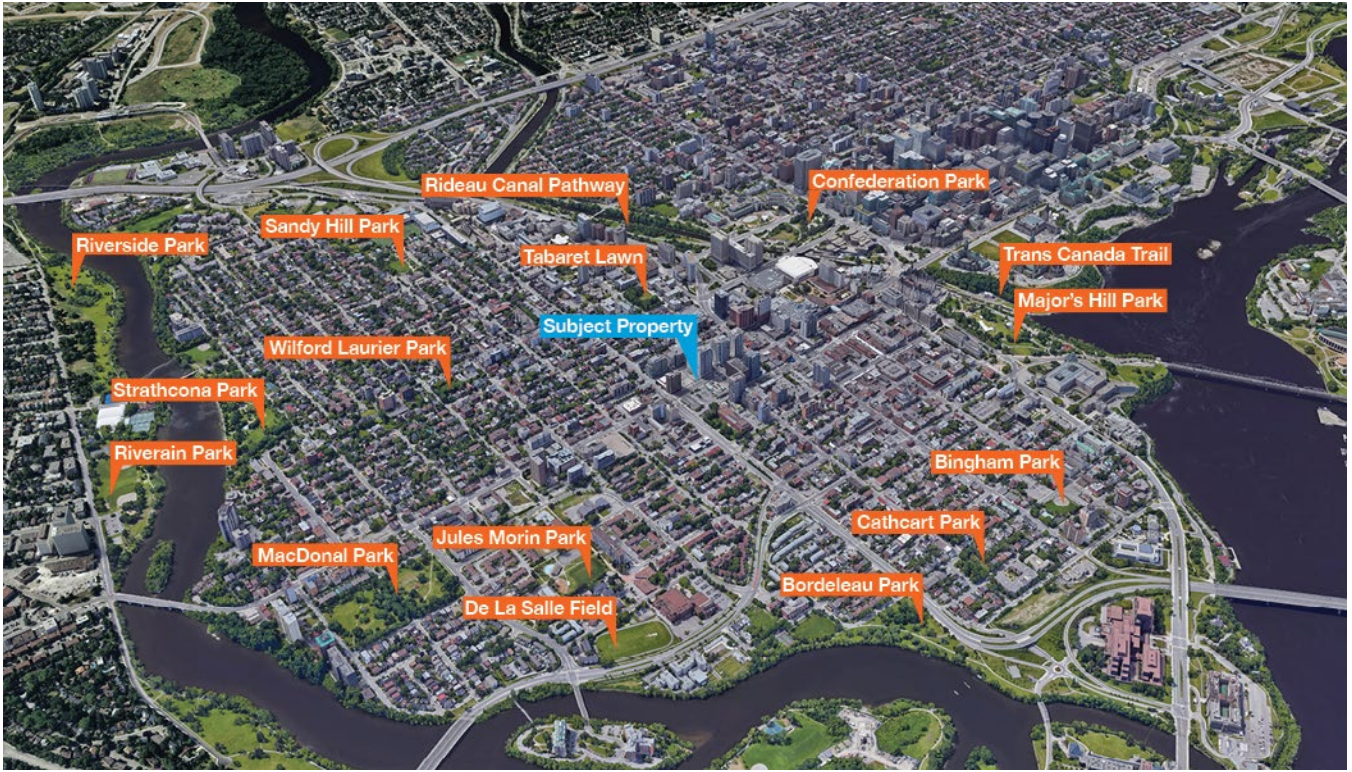 Rideau Canal Pathway
Confederation Park
Sandy Hill Park
Riverside Park
Tabaret Lawn
Trans Canada Trail
Major's Hill Park
Subject Property
Wilford Laurier Park
Strathcona Park
Riverain Park
Bingham Park
Cathcart Park
Jules Morin Park
MacDonal Park
Bordeleau Park
De La Salle Field